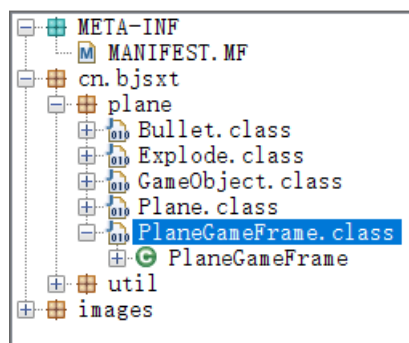 META-INF
MANIFEST.MF
cn.bjsxt
plane
Bullet.class
Explode.class
GameObject.class
Plane.class
PlaneGameFrame.class
PlaneGameFrame
util
images